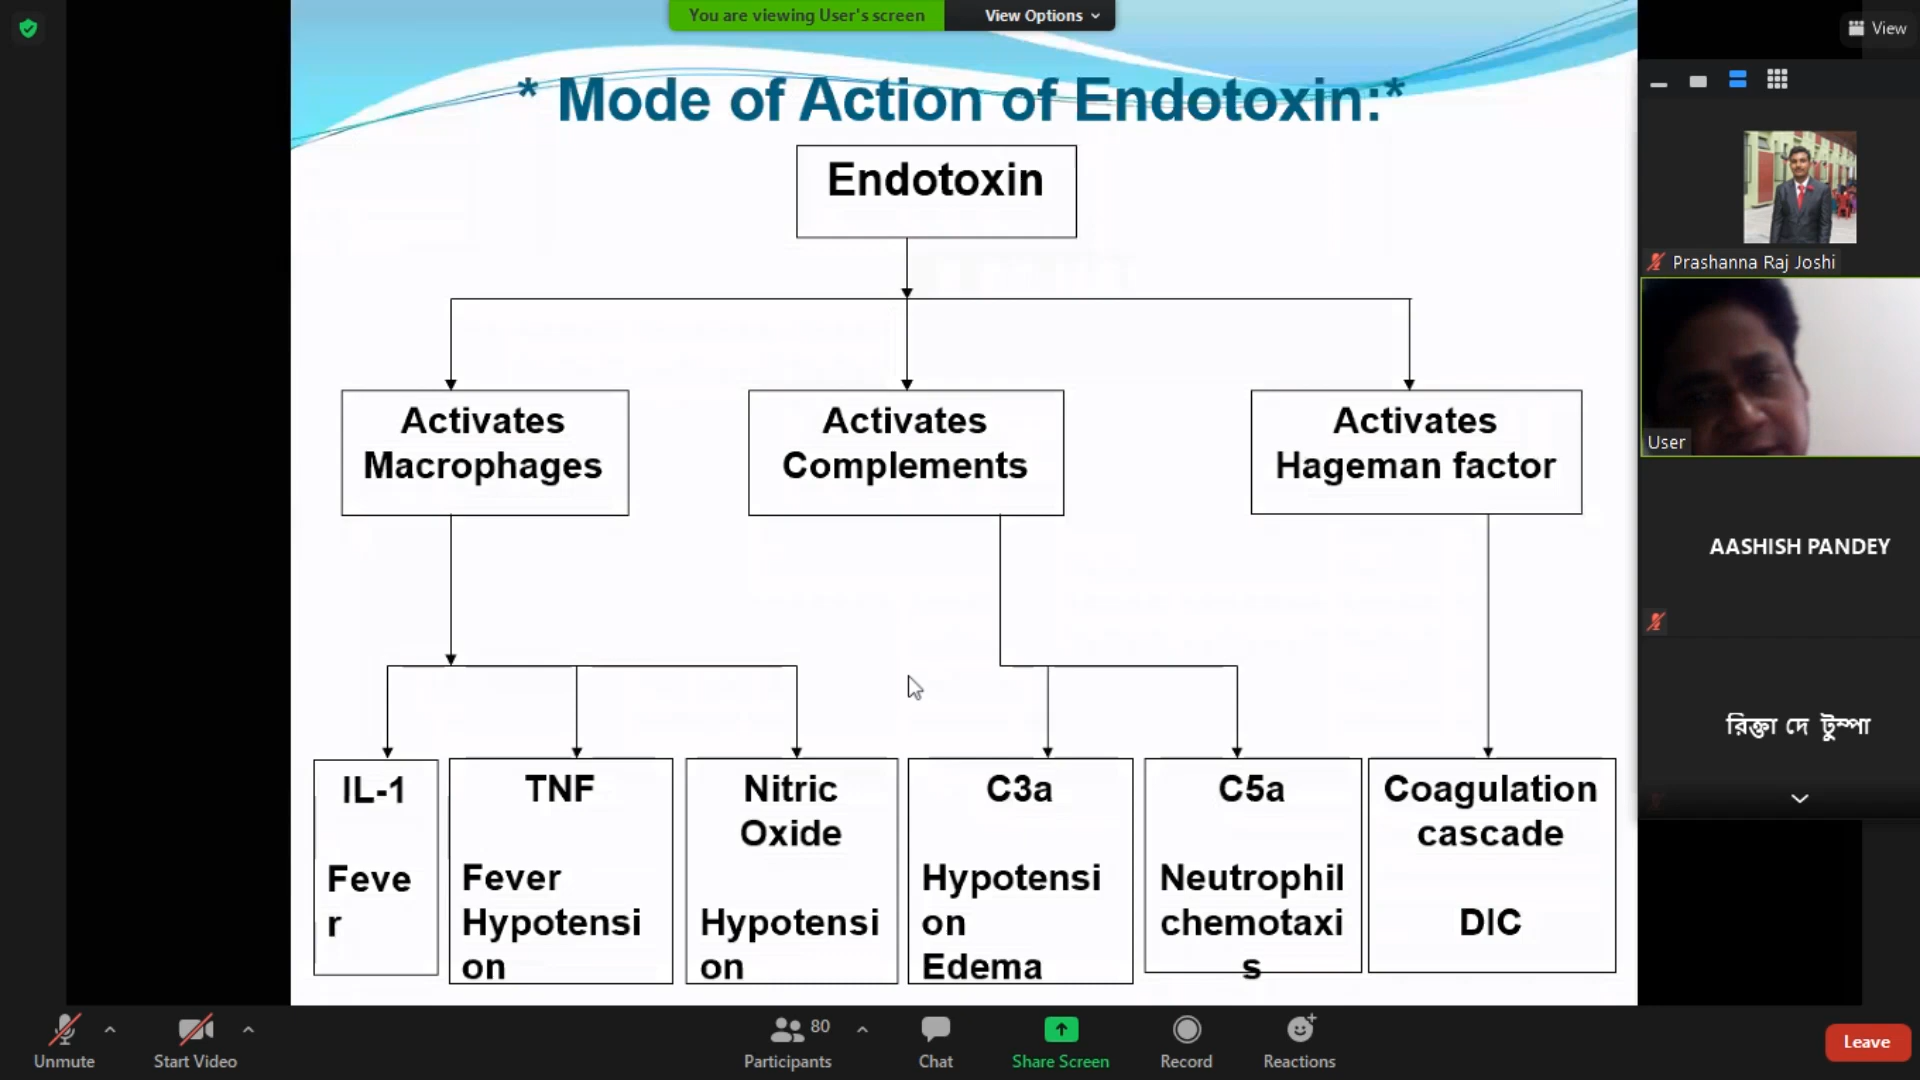 You are viewing User's screen
View Options
View
* Mode of Action of Endotoxin:*
Endotoxin
Activates
Macrophages
Activates
Complements
Activates
Hageman factor
IL-1
Feve
r
TNF
Fever
Hypotensi
on
Nitric
Oxide
Hypotensi
on
C3a
Hypotensi
on
Edema
C5a
Neutrophil
chemotaxi
s
Coagulation
cascade
DIC
Prashanna Raj Joshi
User
AASHISH PANDEY
রিক্তা দে টুম্পা
Unmute
Start Video
80
Participants
Chat
Share Screen
Record
Reactions
Leave